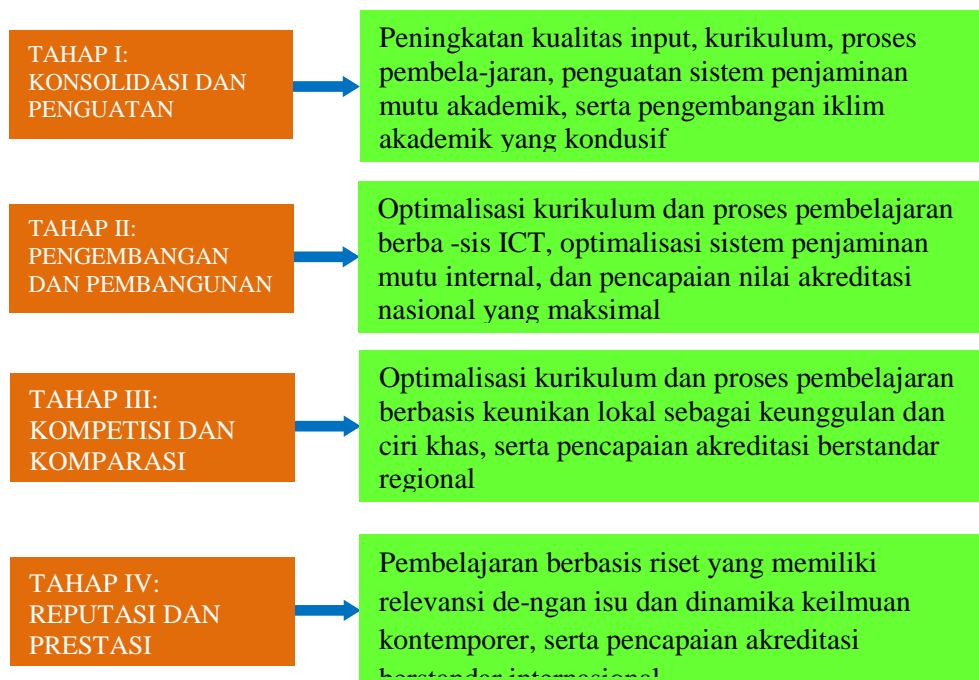 TAHAP I:
KONSOLIDASI DAN
PENGUATAN
Peningkatan kualitas input, kurikulum, proses
pembela-jaran, penguatan sistem penjaminan
mutu akademik, serta pengembangan iklim
akademik yang kondusif
TAHAP II:
PENGEMBANGAN
DAN PEMBANGUNAN
Optimalisasi kurikulum dan proses pembelajaran
berba -sis ICT, optimalisasi sistem penjaminan
mutu internal, dan pencapaian nilai akreditasi
nasional yang maksimal
TAHAP III:
KOMPETISI DAN
KOMPARASI
Optimalisasi kurikulum dan proses pembelajaran
berbasis keunikan lokal sebagai keunggulan dan
ciri khas, serta pencapaian akreditasi berstandar
regional
TAHAP IV:
REPUTASI DAN
PRESTASI
Pembelajaran berbasis riset yang memiliki
relevansi de-ngan isu dan dinamika keilmuan
kontemporer, serta pencapaian akreditasi
berstandar internasional